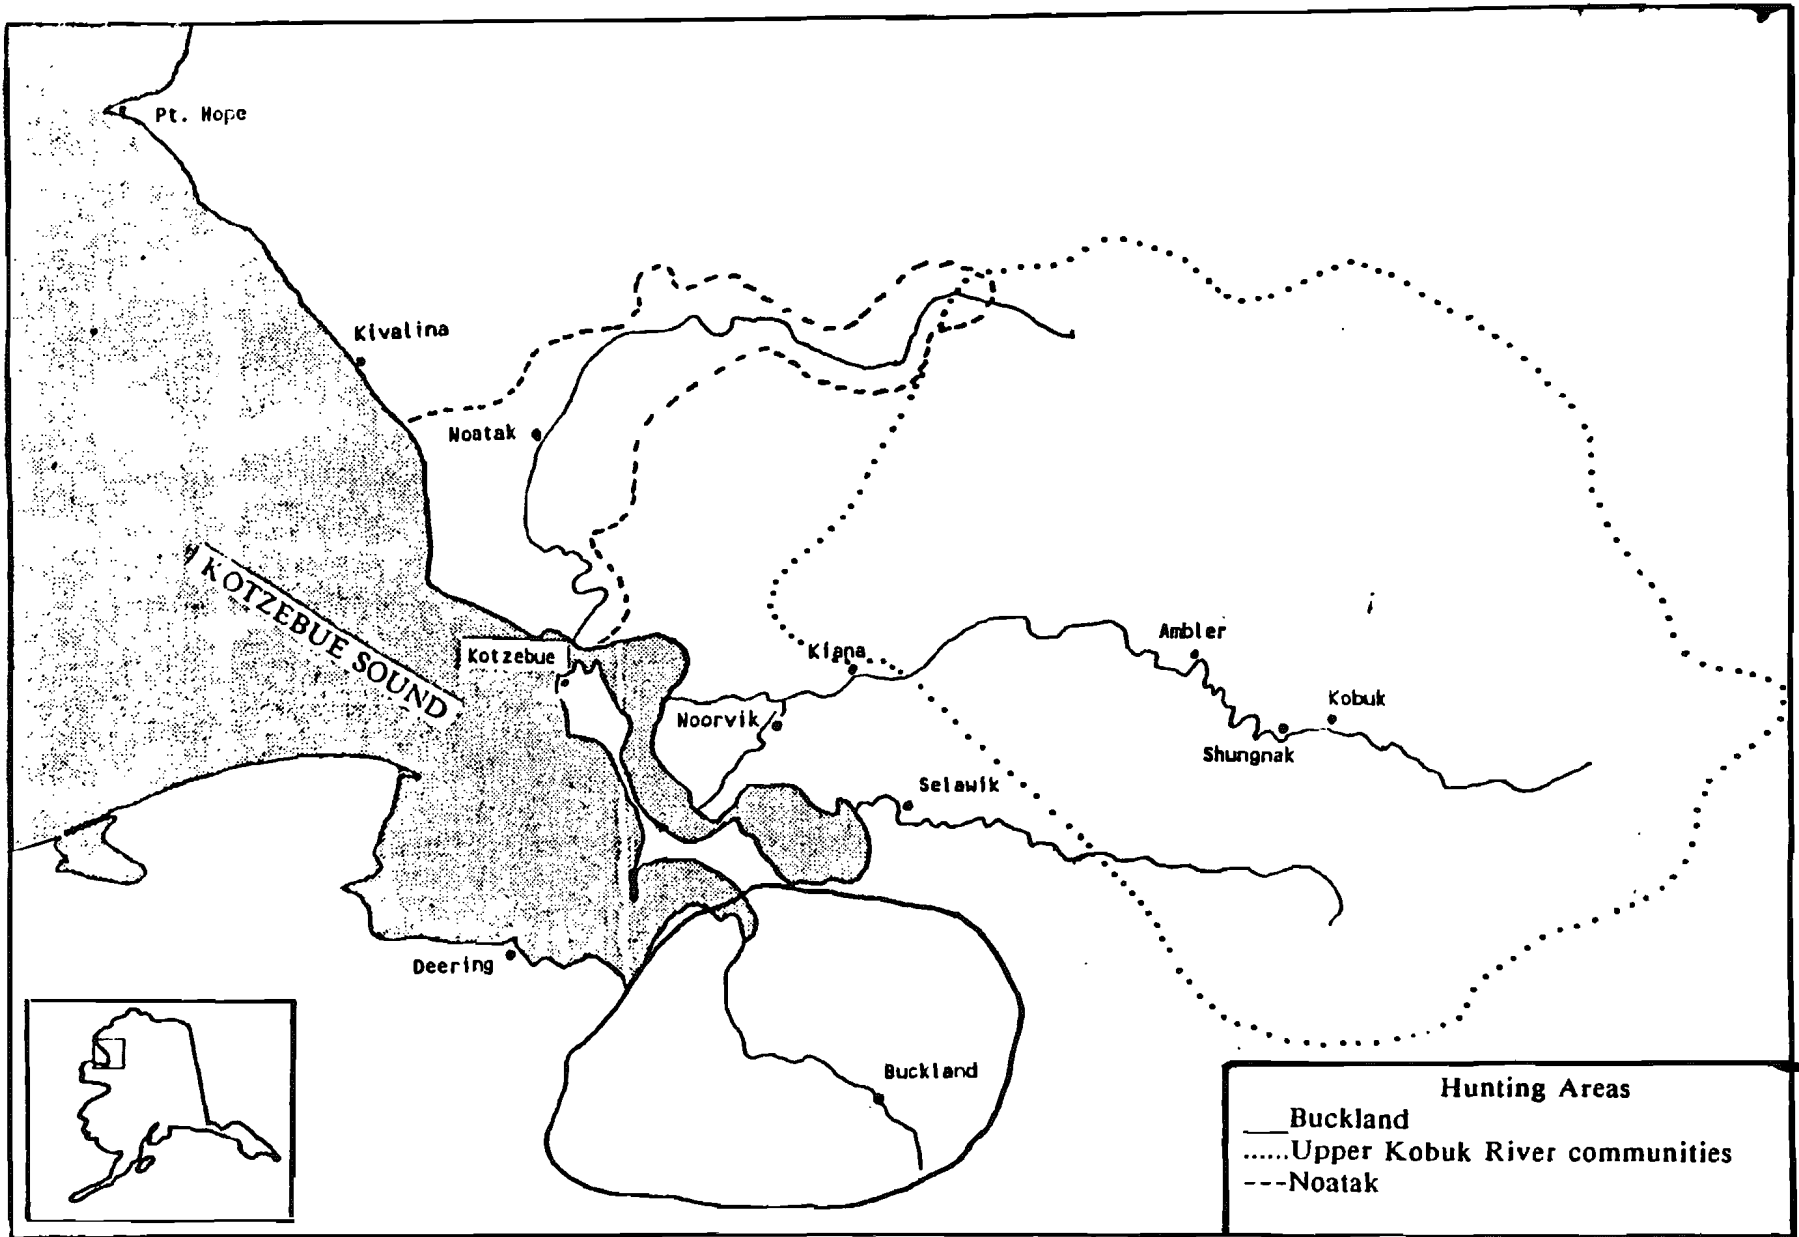 Pt. Hope
Kivalina
Noatak
KOTZEBUE SOUND
Kotzebue
Kiana
Ambler
Noorvik
Kobuk
Shungnak
Selawik
Deering
Buckland
Hunting Areas
___Buckland
......Upper Kobuk River communities
---Noatak